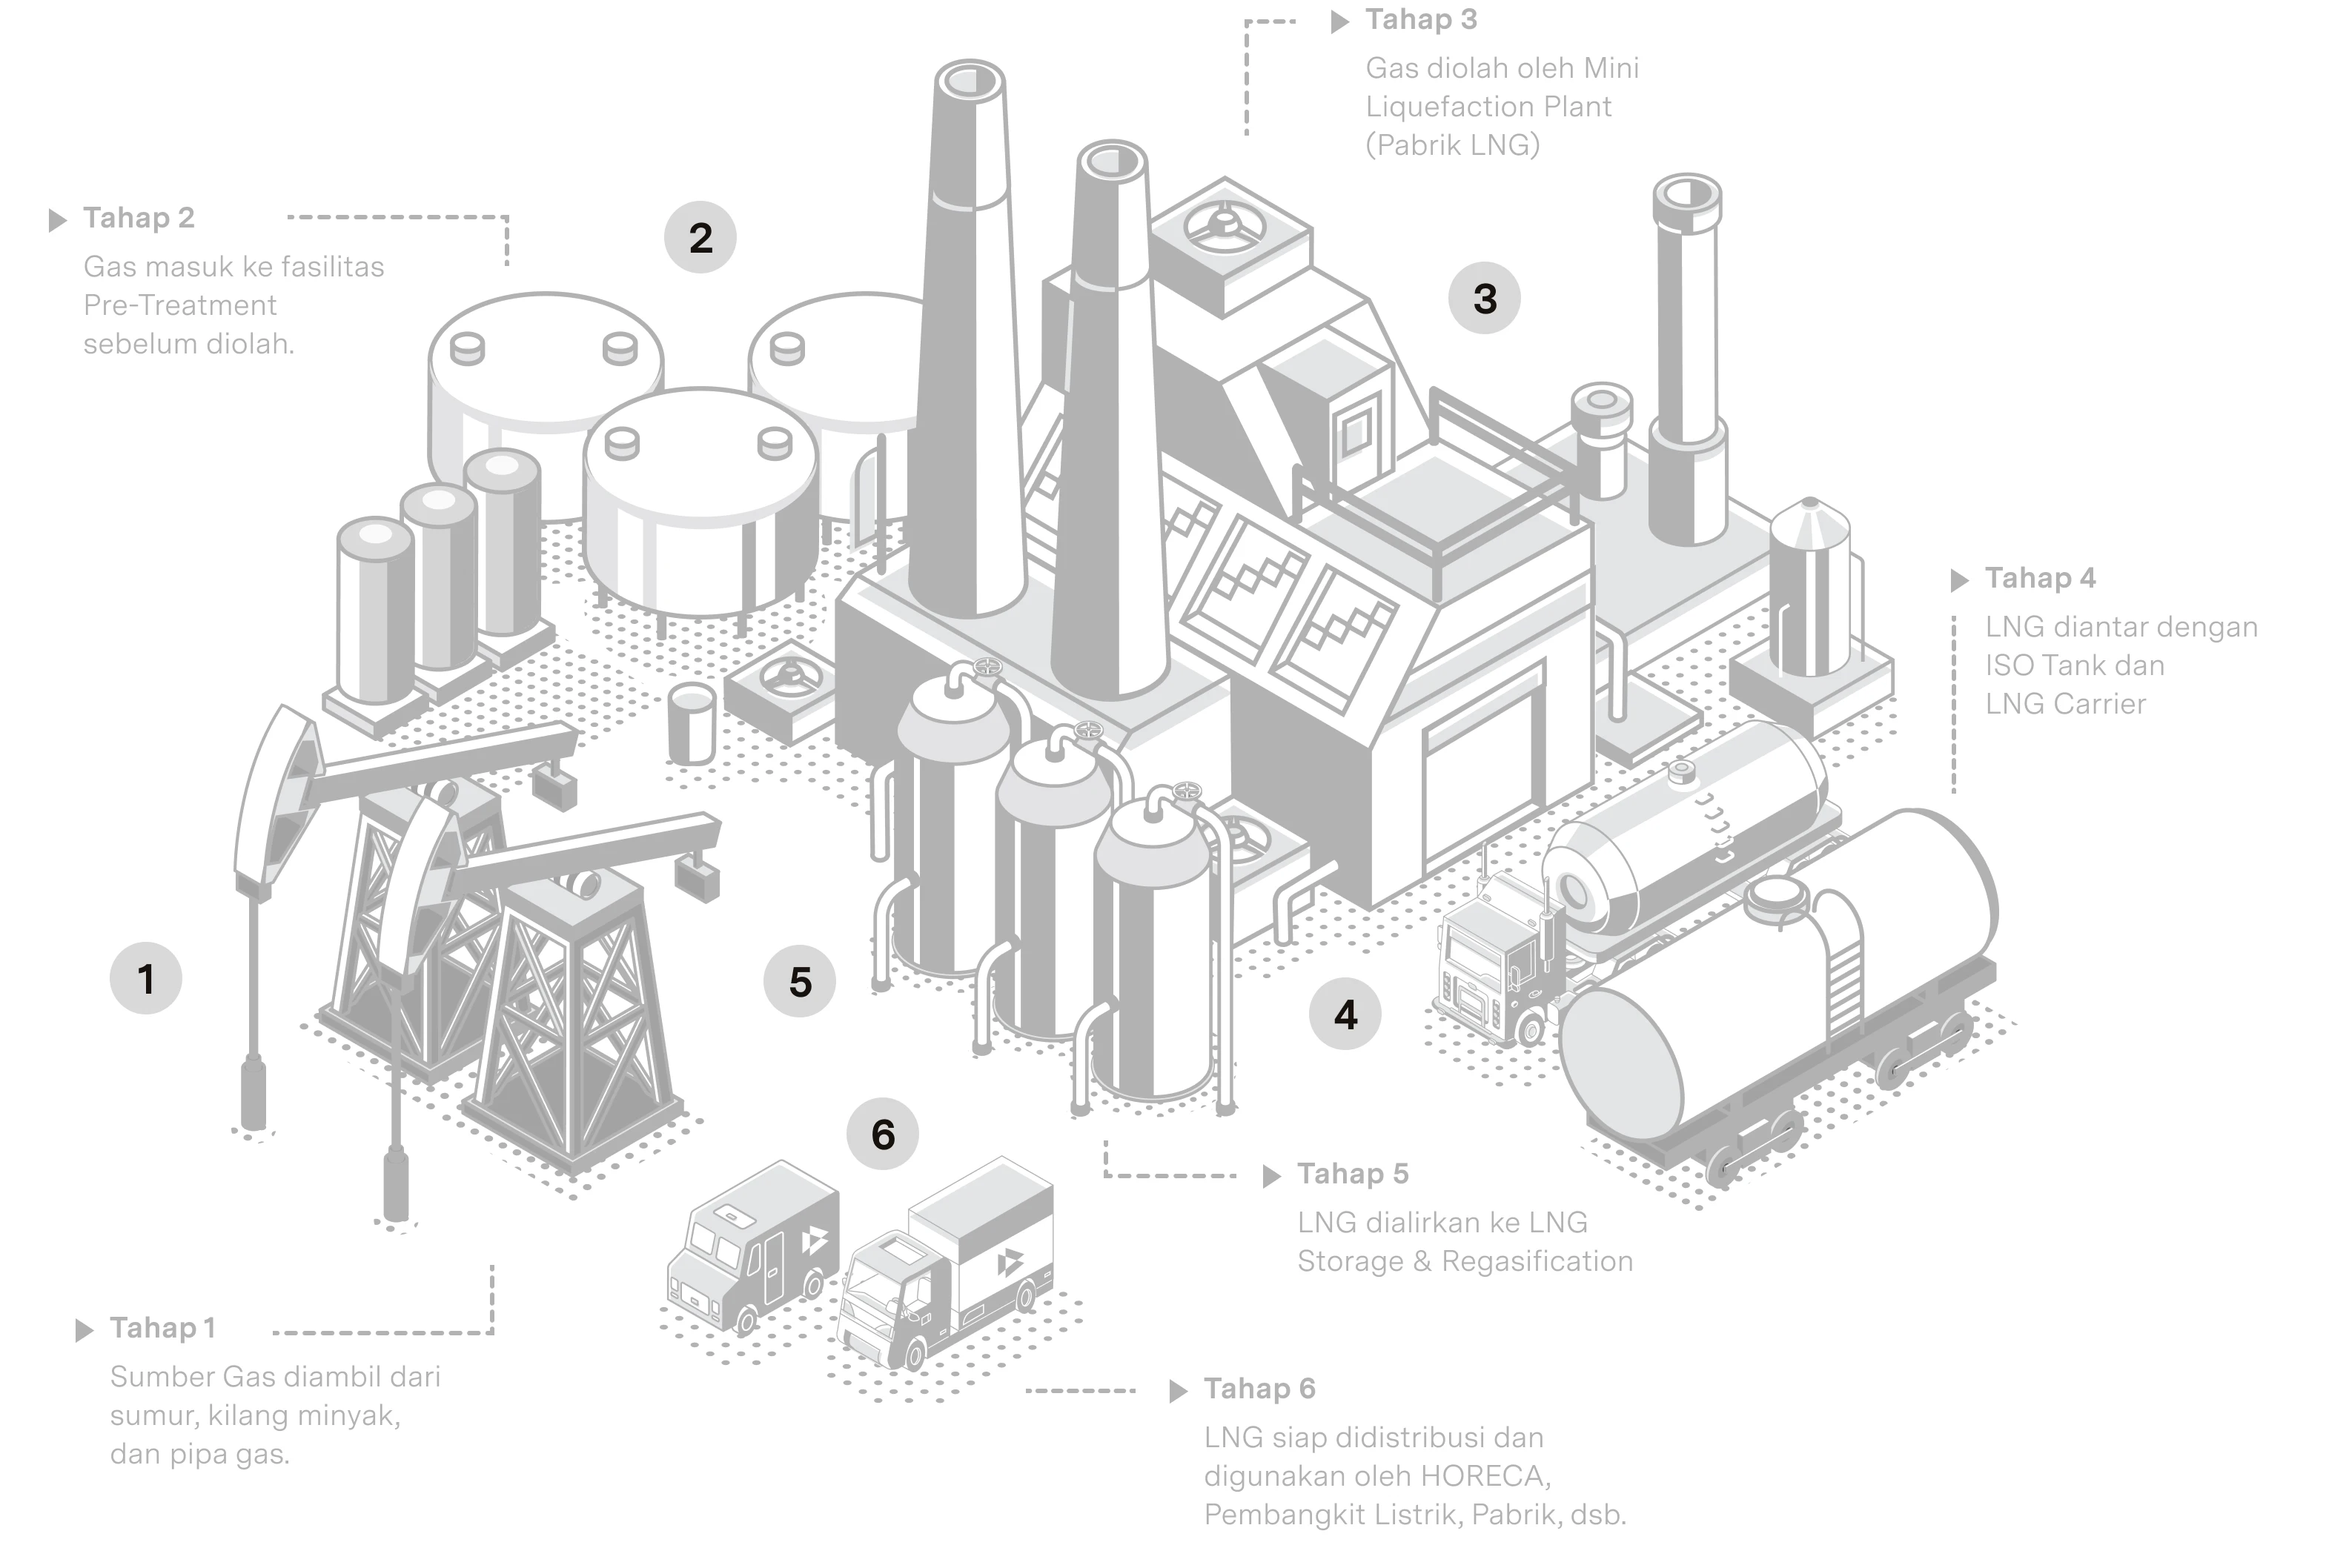 Tahap 3
Gas diolah oleh Mini
Liquefaction Plant
(Pabrik LNG)
Tahap 2
Gas masuk ke fasilitas
Pre-Treatment
sebelum diolah.
2
3
Tahap 4
LNG diantar dengan
ISO Tank dan
LNG Carrier
1
5
4
6
Tahap 5
LNG dialirkan ke LNG
Storage & Regasification
Tahap 1
Sumber Gas diambil dari
sumur, kilang minyak,
dan pipa gas.
Tahap 6
LNG siap didistribusi dan
digunakan oleh HORECA,
Pembangkit Listrik, Pabrik, dsb.